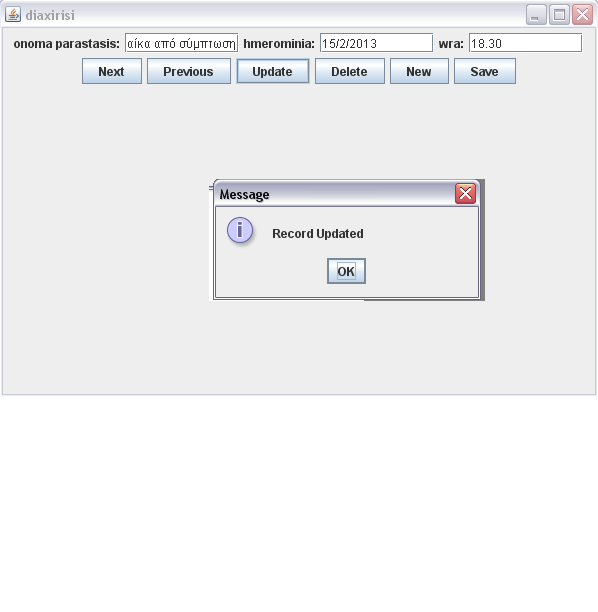 diaxirisi
onoma parastasis: αίκα από σύμπτωση hmerominia: 15/2/2013 wra: 18.30
Next Previous Update Delete New Save
Message
Record Updated
OK